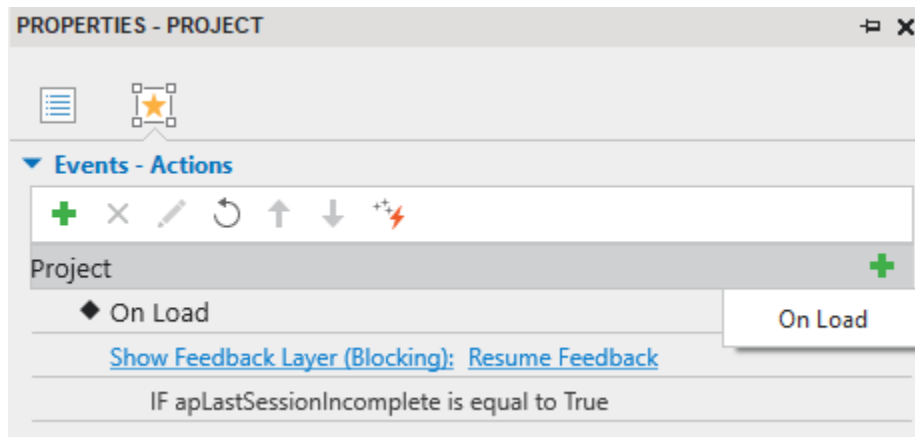 PROPERTIES - PROJECT
Events - Actions
Project
On Load
On Load
Show Feedback Layer (Blocking): Resume Feedback
IF apLastSessionIncomplete is equal to True